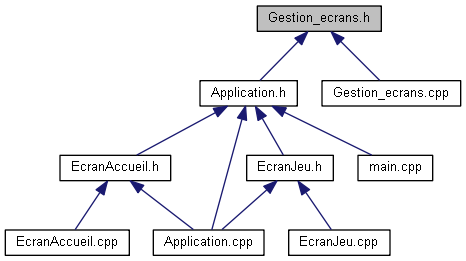 Gestion_ecrans.h
Application.h
Gestion_ecrans.cpp
EcranAccueil.h
EcranJeu.h
main.cpp
EcranAccueil.cpp
Application.cpp
EcranJeu.cpp